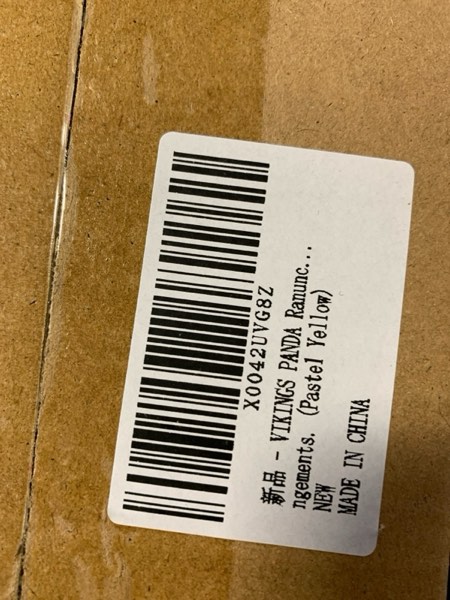 X0042UVG8Z
新品 - VIKINGS PANDA Ranunc...
ngements. (Pastel Yellow)
NEW
MADE IN CHINA